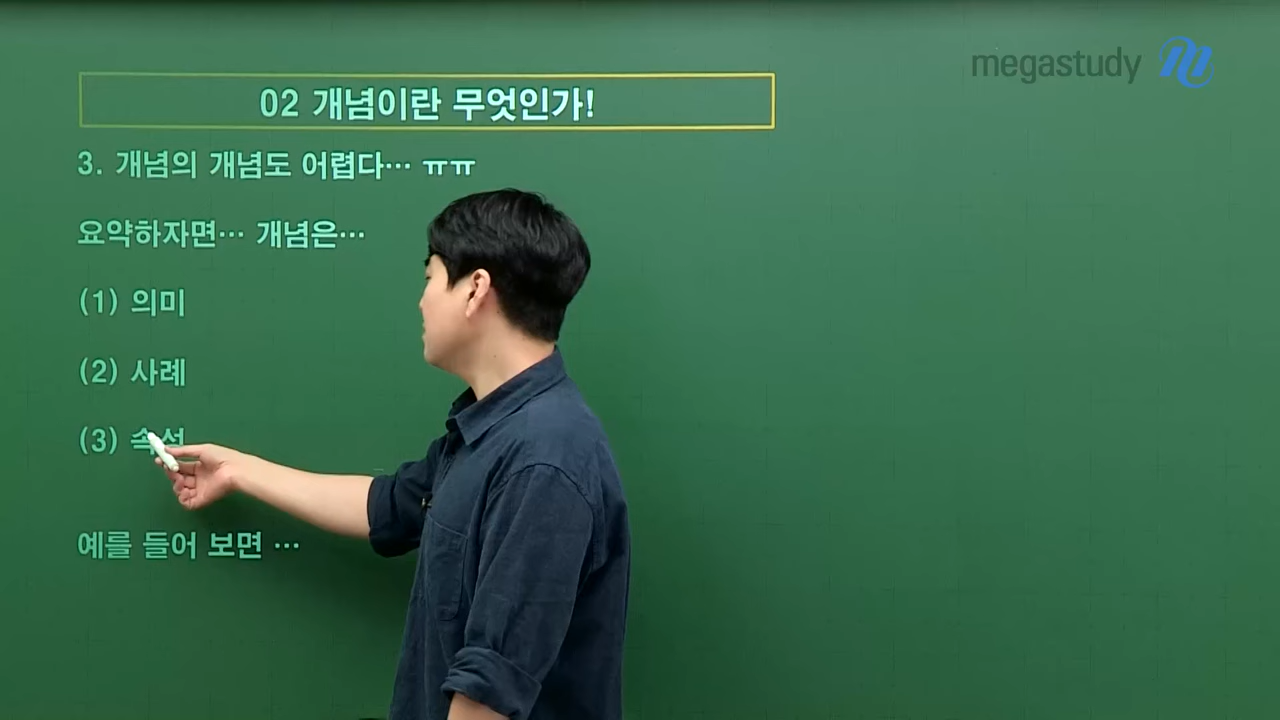 megastudy
02 개념이란 무엇인가!
3. 개념의 개념도 어렵다… ㅠㅠ
요약하자면… 개념은…
(1) 의미
(2) 사례
(3) 속성
예를 들어 보면 …